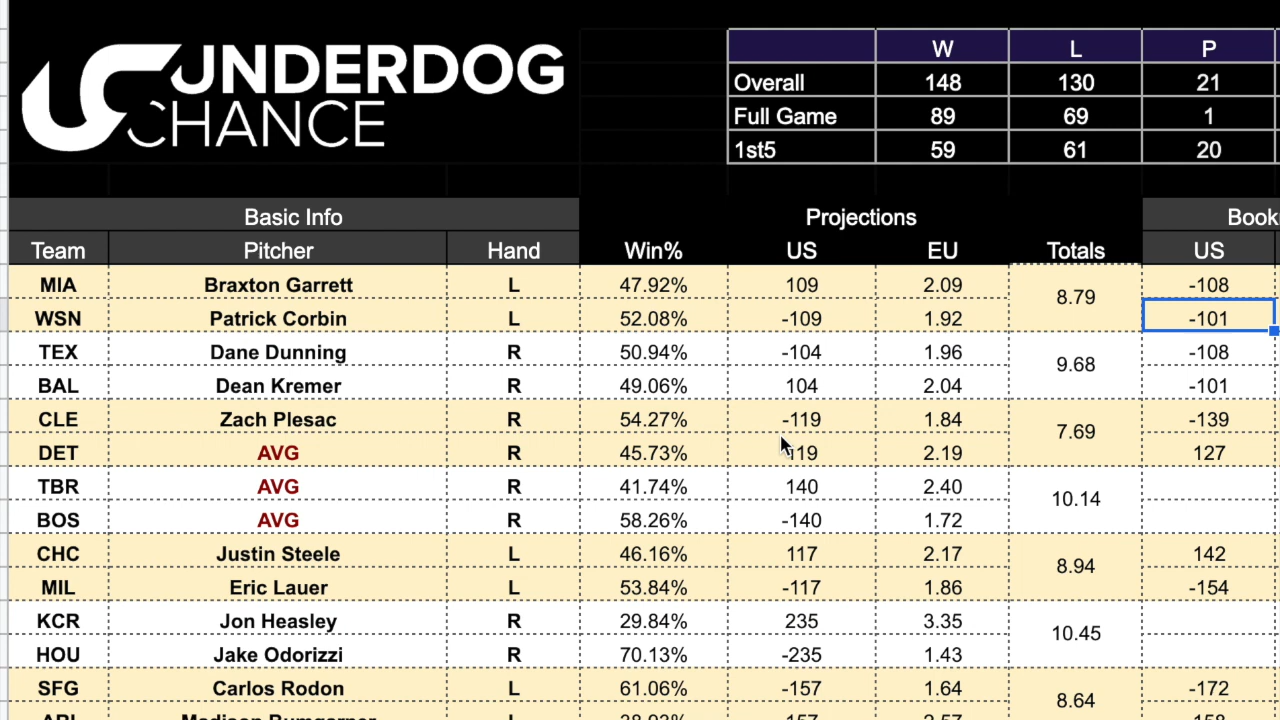 UNDERDOG
CHANCE
W L P
Overall 148 130 21
Full Game 89 69 1
1st5 59 61 20
Basic Info Projections Book
Team Pitcher Hand Win% US EU Totals US
MIA Braxton Garrett L 47.92% 109 2.09 8.79 -108
WSN Patrick Corbin L 52.08% -109 1.92 -101
TEX Dane Dunning R 50.94% -104 1.96 9.68 -108
BAL Dean Kremer R 49.06% 104 2.04 -101
CLE Zach Plesac R 54.27% -119 1.84 7.69 -139
DET AVG R 45.73% 119 2.19 127
TBR AVG R 41.74% 140 2.40 10.14
BOS AVG R 58.26% -140 1.72
CHC Justin Steele L 46.16% 117 2.17 8.94 142
MIL Eric Lauer L 53.84% -117 1.86 -154
KCR Jon Heasley R 29.84% 235 3.35 10.45
HOU Jake Odorizzi R 70.13% -235 1.43
SFG Carlos Rodon L 61.06% -157 1.64 8.64 -172